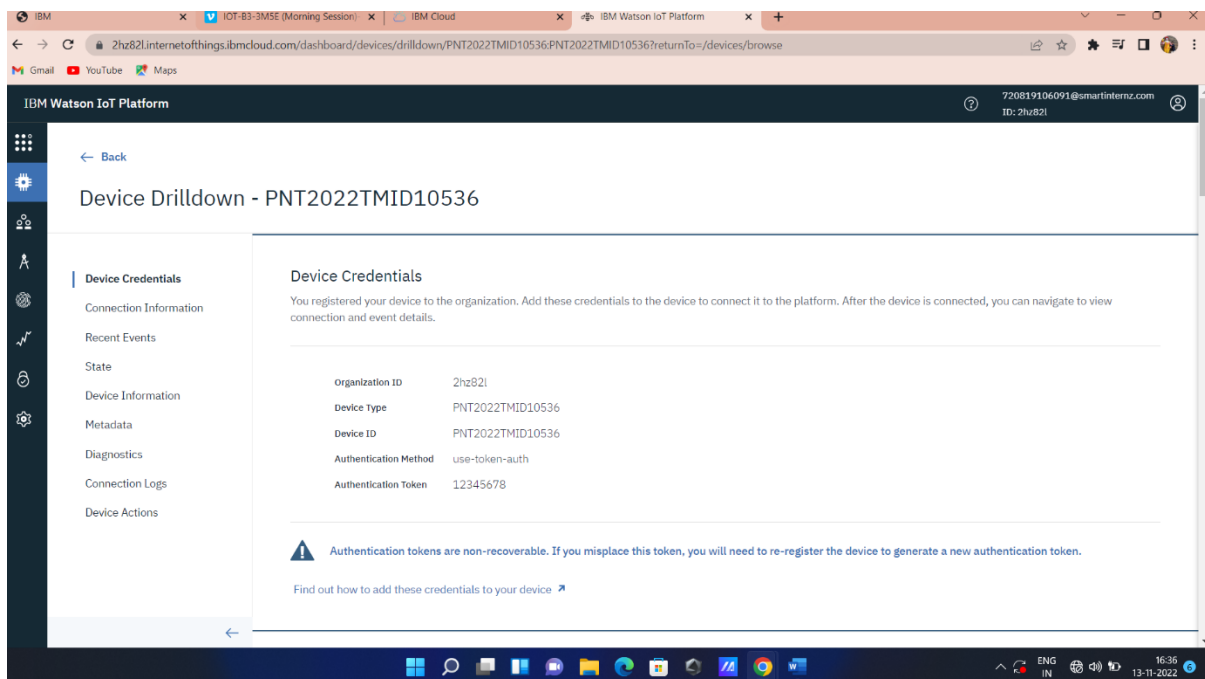 IBM
IOT-B3-3M5E (Morning Session)-
IBM Cloud
IBM Watson IoT Platform
2hz82l.internetofthings.ibmcloud.com/dashboard/devices/drilldown/PNT2022TMID10536:PNT2022TMID10536?returnTo=/devices/browse
Gmail YouTube Maps
IBM Watson IoT Platform
720819106091@smartinternz.com
ID: 2hz82l
← Back
Device Drilldown - PNT2022TMID10536
Device Credentials
Connection Information
Recent Events
State
Device Information
Metadata
Diagnostics
Connection Logs
Device Actions
Device Credentials
You registered your device to the organization. Add these credentials to the device to connect it to the platform. After the device is connected, you can navigate to view
connection and event details.
Organization ID 2hz82l
Device Type PNT2022TMID10536
Device ID PNT2022TMID10536
Authentication Method use-token-auth
Authentication Token 12345678
Authentication tokens are non-recoverable. If you misplace this token, you will need to re-register the device to generate a new authentication token.
Find out how to add these credentials to your device
ENG
IN
16:36
13-11-2022
6